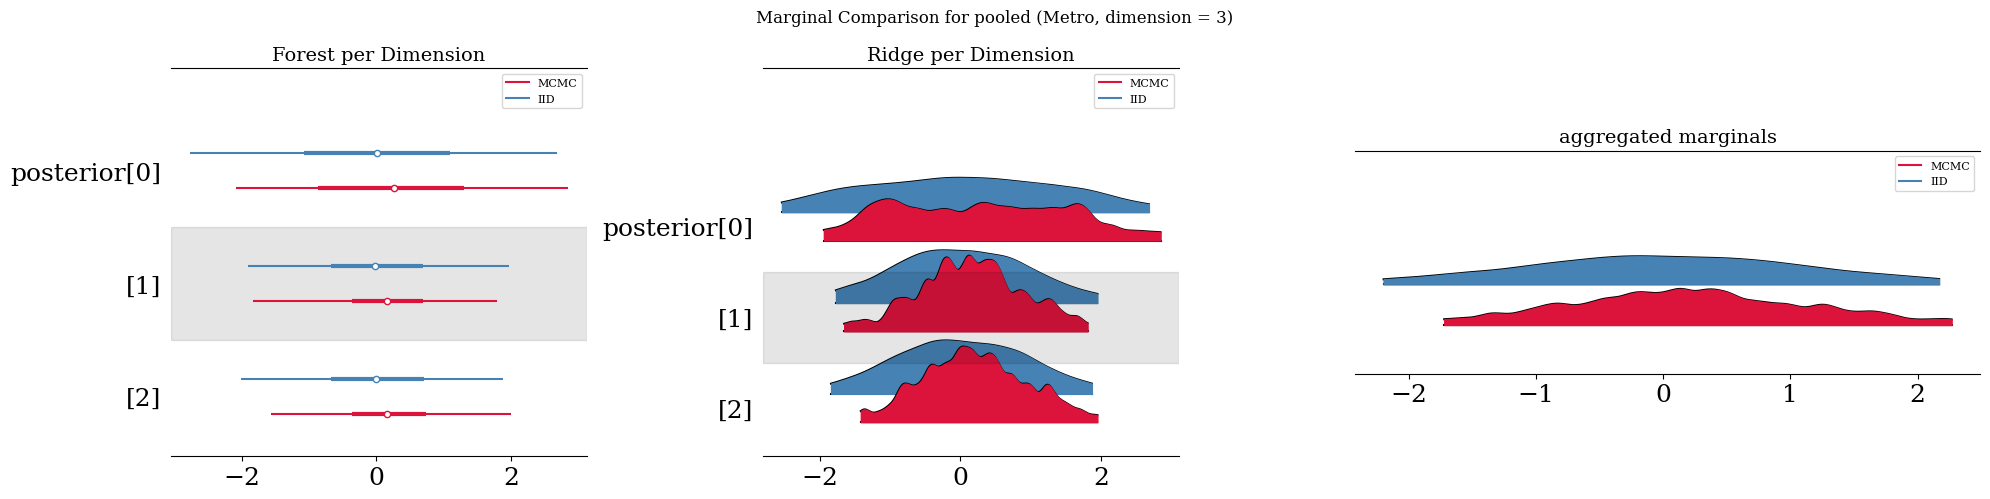 Marginal Comparison for pooled (Metro, dimension = 3)
Forest per Dimension
MCMC
IID
posterior[0]
[1]
[2]
−2 0 2
Ridge per Dimension
MCMC
IID
posterior[0]
[1]
[2]
−2 0 2
aggregated marginals
MCMC
IID
−2 −1 0 1 2